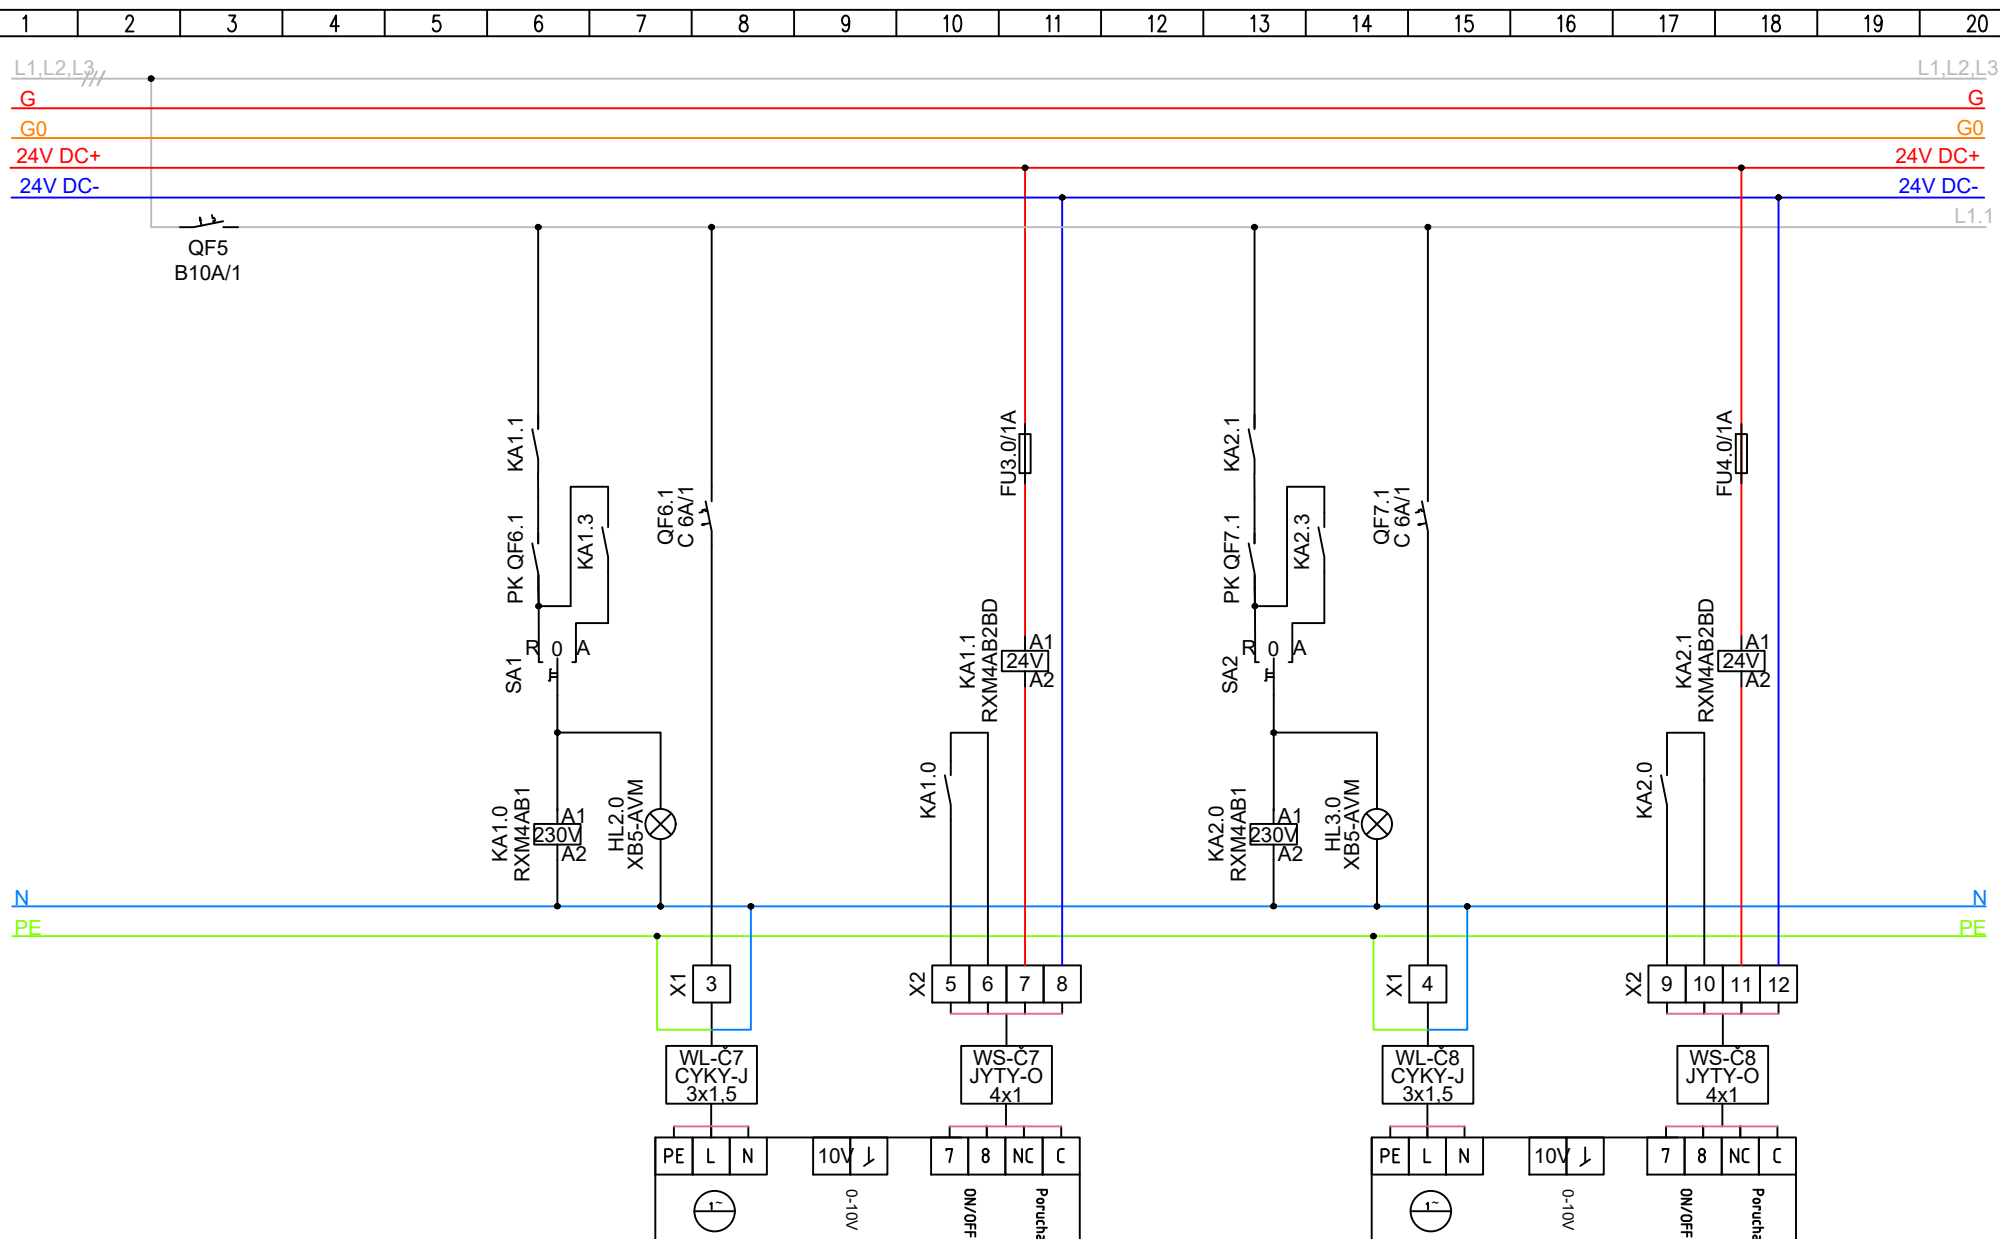 1 2 3 4 5 6 7 8 9 10 11 12 13 14 15 16 17 18 19 20
L1,L2,L3 L1,L2,L3
G G
G0 G0
24V DC+ 24V DC+
24V DC- 24V DC-
L1.1
QF5
B10A/1
KA1.1
PK QF6.1
KA1.3
R 0 A
SA1
KA1.0
RXM4AB1
A1
230V
A2
HL2.0
XB5-AVM
QF6.1
C 6A/1
FU3.0/1A
KA1.1
RXM4AB2BD
A1
24V
A2
KA1.0
KA2.1
PK QF7.1
KA2.3
R 0 A
SA2
KA2.0
RXM4AB1
A1
230V
A2
HL3.0
XB5-AVM
QF7.1
C 6A/1
FU4.0/1A
KA2.1
RXM4AB2BD
A1
24V
A2
KA2.0
N N
PE PE
X1 3
X2 5 6 7 8
X1 4
X2 9 10 11 12
WL-Č7
CYKY-J
3x1,5
WS-Č7
JYTY-O
4x1
WL-Č8
CYKY-J
3x1,5
WS-Č8
JYTY-O
4x1
PE L N 10V 7 8 NC C
1~
0-10V
ON/OFF
Porucha
PE L N 10V 7 8 NC C
1~
0-10V
ON/OFF
Porucha